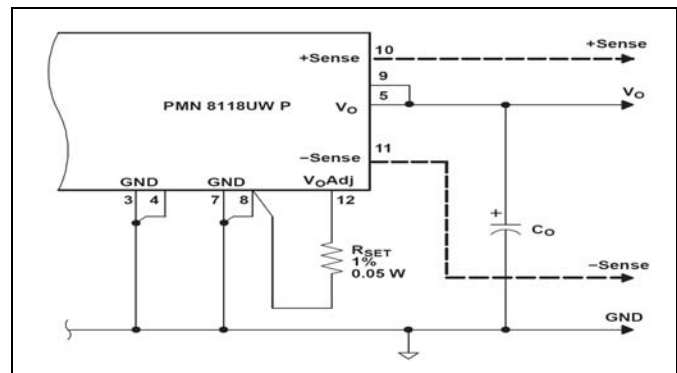 +Sense
10
+Sense
9
5
VO
VO
PMN 8118UW P
11
−Sense
GND
GND
VOAdj
3
4
7
8
12
+
CO
RSET
1%
0.05 W
−Sense
GND